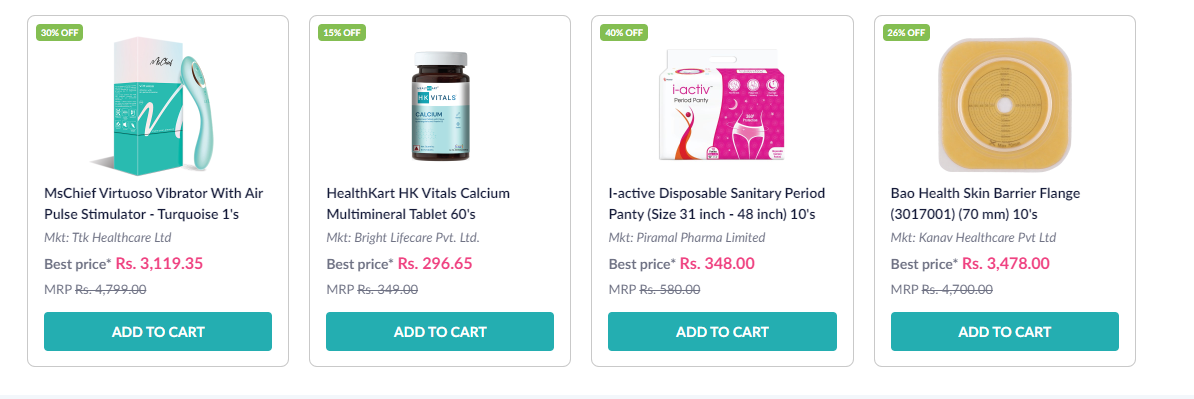 30% OFF
MsChief
MsChief Virtuoso Vibrator With Air
Pulse Stimulator - Turquoise 1's
Mkt: Ttk Healthcare Ltd
Best price* Rs. 3,119.35
MRP Rs. 4,799.00
ADD TO CART
15% OFF
HK VITALS
CALCIUM
HealthKart HK Vitals Calcium
Multimineral Tablet 60's
Mkt: Bright Lifecare Pvt. Ltd.
Best price* Rs. 296.65
MRP Rs. 349.00
ADD TO CART
40% OFF
i-activ
Period Panty
360°
I-active Disposable Sanitary Period
Panty (Size 31 inch - 48 inch) 10's
Mkt: Piramal Pharma Limited
Best price* Rs. 348.00
MRP Rs. 580.00
ADD TO CART
26% OFF
Bao Health Skin Barrier Flange
(3017001) (70 mm) 10's
Mkt: Kanav Healthcare Pvt Ltd
Best price* Rs. 3,478.00
MRP Rs. 4,700.00
ADD TO CART